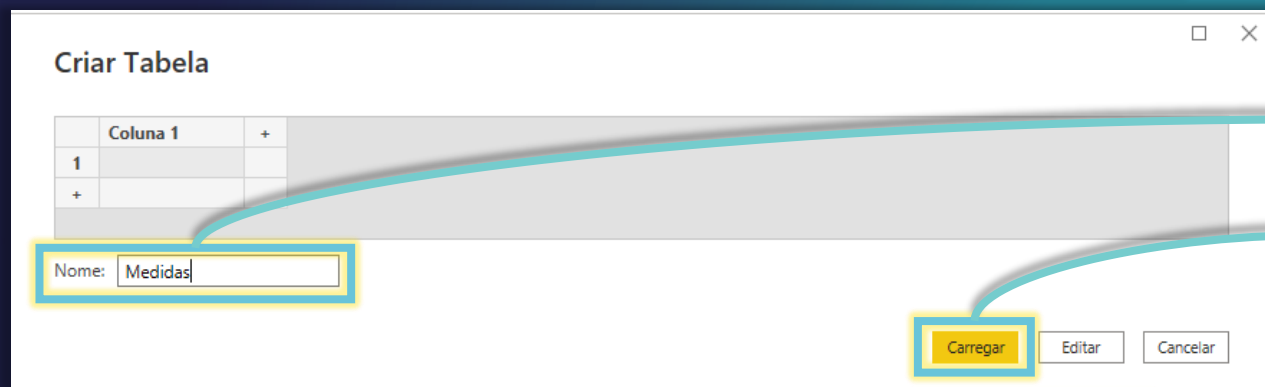 Criar Tabela
Coluna 1 +
1
+
Nome: Medidas
Carregar Editar Cancelar